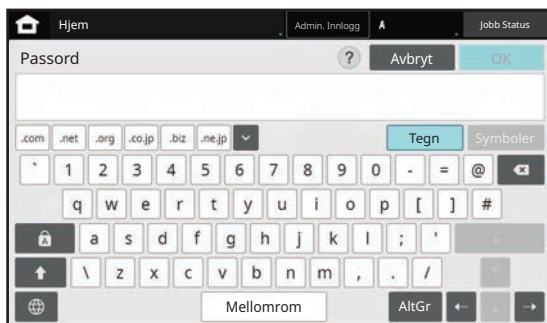 Hjem Admin. Innlogg A Jobb Status
Passord ? Avbryt OK
.com .net .org .co.jp .biz .ne.jp Tegn Symboler
` 1 2 3 4 5 6 7 8 9 0 - = @
q w e r t y u i o p [ ] #
A a s d f g h j k l ; '
\ z x c v b n m , . /
Mellomrom AltGr ← ↓ →